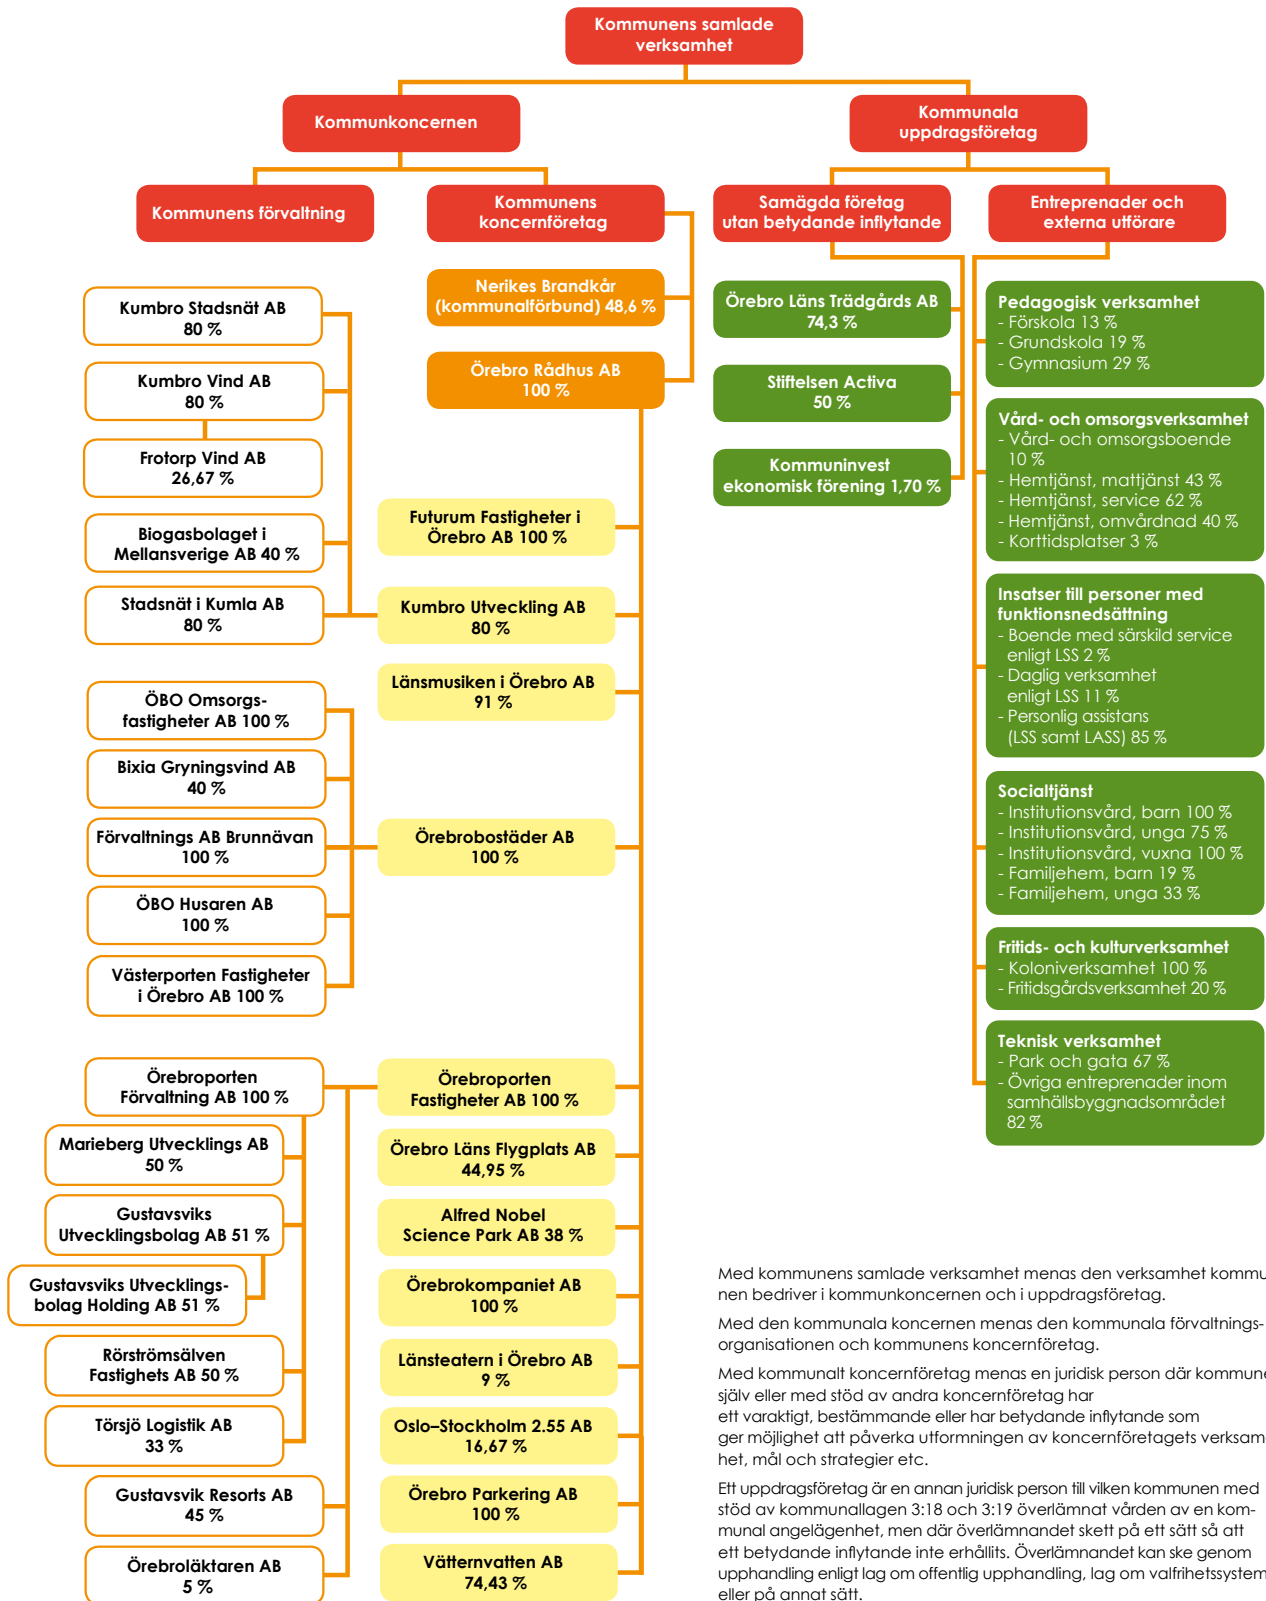 Kommunens samlade
verksamhet
Kommunkoncernen
Kommunala
uppdragsföretag
Kommunens förvaltning
Kommunens
koncernföretag
Samägda företag
utan betydande inflytande
Entreprenader och
externa utförare
Nerikes Brandkår
(kommunalförbund) 48,6 %
Örebro Rådhus AB
100 %
Kumbro Stadsnät AB
80 %
Kumbro Vind AB
80 %
Frotorp Vind AB
26,67 %
Biogasbolaget i
Mellansverige AB 40 %
Stadsnät i Kumla AB
80 %
ÖBO Omsorgs-
fastigheter AB 100 %
Bixia Gryningsvind AB
40 %
Förvaltnings AB Brunnävan
100 %
ÖBO Husaren AB
100 %
Västerporten Fastigheter
i Örebro AB 100 %
Örebroporten
Förvaltning AB 100 %
Marieberg Utvecklings AB
50 %
Gustavsviks
Utvecklingsbolag AB 51 %
Gustavsviks Utvecklings-
bolag Holding AB 51 %
Rörströmsälven
Fastighets AB 50 %
Törsjö Logistik AB
33 %
Gustavsvik Resorts AB
45 %
Örebroläktaren AB
5 %
Futurum Fastigheter i
Örebro AB 100 %
Kumbro Utveckling AB
80 %
Länsmusiken i Örebro AB
91 %
Örebrobostäder AB
100 %
Örebroporten
Fastigheter AB 100 %
Örebro Läns Flygplats AB
44,95 %
Alfred Nobel
Science Park AB 38 %
Örebrokompaniet AB
100 %
Länsteatern i Örebro AB
9 %
Oslo–Stockholm 2.55 AB
16,67 %
Örebro Parkering AB
100 %
Vätternvatten AB
74,43 %
Örebro Läns Trädgårds AB
74,3 %
Stiftelsen Activa
50 %
Kommuninvest
ekonomisk förening 1,70 %
Pedagogisk verksamhet
- Förskola 13 %
- Grundskola 19 %
- Gymnasium 29 %
Vård- och omsorgsverksamhet
- Vård- och omsorgsboende
10 %
- Hemtjänst, mattjänst 43 %
- Hemtjänst, service 62 %
- Hemtjänst, omvårdnad 40 %
- Korttidsplatser 3 %
Insatser till personer med
funktionsnedsättning
- Boende med särskild service
enligt LSS 2 %
- Daglig verksamhet
enligt LSS 11 %
- Personlig assistans
(LSS samt LASS) 85 %
Socialtjänst
- Institutionsvård, barn 100 %
- Institutionsvård, unga 75 %
- Institutionsvård, vuxna 100 %
- Familjehem, barn 19 %
- Familjehem, unga 33 %
Fritids- och kulturverksamhet
- Koloniverksamhet 100 %
- Fritidsgårdsverksamhet 20 %
Teknisk verksamhet
- Park och gata 67 %
- Övriga entreprenader inom
samhällsbyggnadsområdet
82 %
Med kommunens samlade verksamhet menas den verksamhet kommu
nen bedriver i kommunkoncernen och i uppdragsföretag.
Med den kommunala koncernen menas den kommunala förvaltnings-
organisationen och kommunens koncernföretag.
Med kommunalt koncernföretag menas en juridisk person där kommune
själv eller med stöd av andra koncernföretag har
ett varaktigt, bestämmande eller har betydande inflytande som
ger möjlighet att påverka utformningen av koncernföretagets verksam
het, mål och strategier etc.
Ett uppdragsföretag är en annan juridisk person till vilken kommunen med
stöd av kommunallagen 3:18 och 3:19 överlämnat vården av en kom-
munal angelägenhet, men där överlämnandet skett på ett sätt så att
ett betydande inflytande inte erhållits. Överlämnandet kan ske genom
upphandling enligt lag om offentlig upphandling, lag om valfrihetssystem
eller på annat sätt.